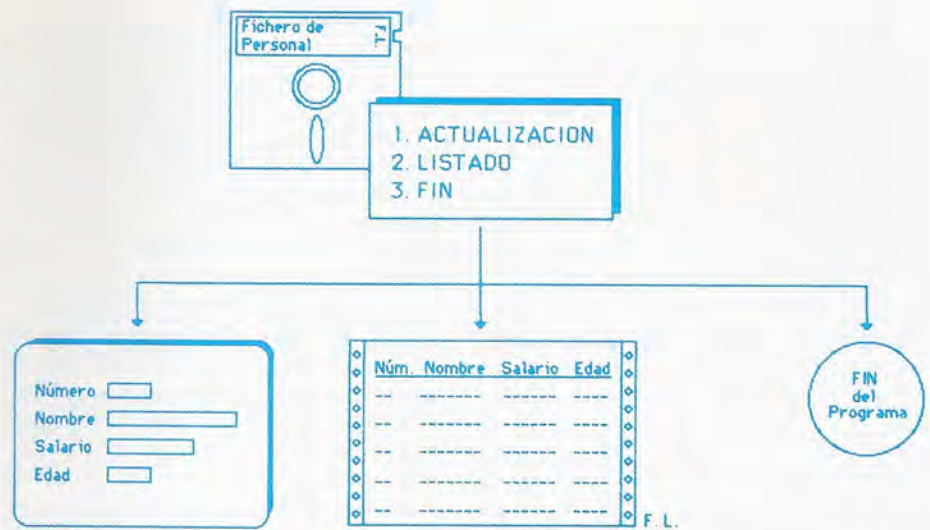 Fichero de
Personal
1. ACTUALIZACION
2. LISTADO
3. FIN
Número
Nombre
Salario
Edad
Núm. Nombre Salario Edad
-- ------- ------ ----
-- ------- ------ ----
-- ------- ------ ----
-- ------- ------ ----
-- ------- ------ ----
FIN
del
Programa
F.L.